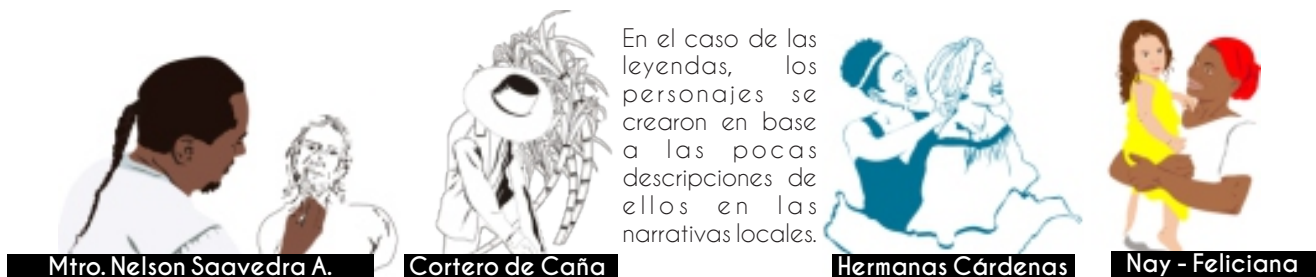 En el caso de las
leyendas, los
personajes se
crearon en base
a las pocas
descripciones de
ellos en las
narrativas locales.
Mtro. Nelson Saavedra A.
Cortero de Caña
Hermanas Cárdenas
Nay - Feliciana